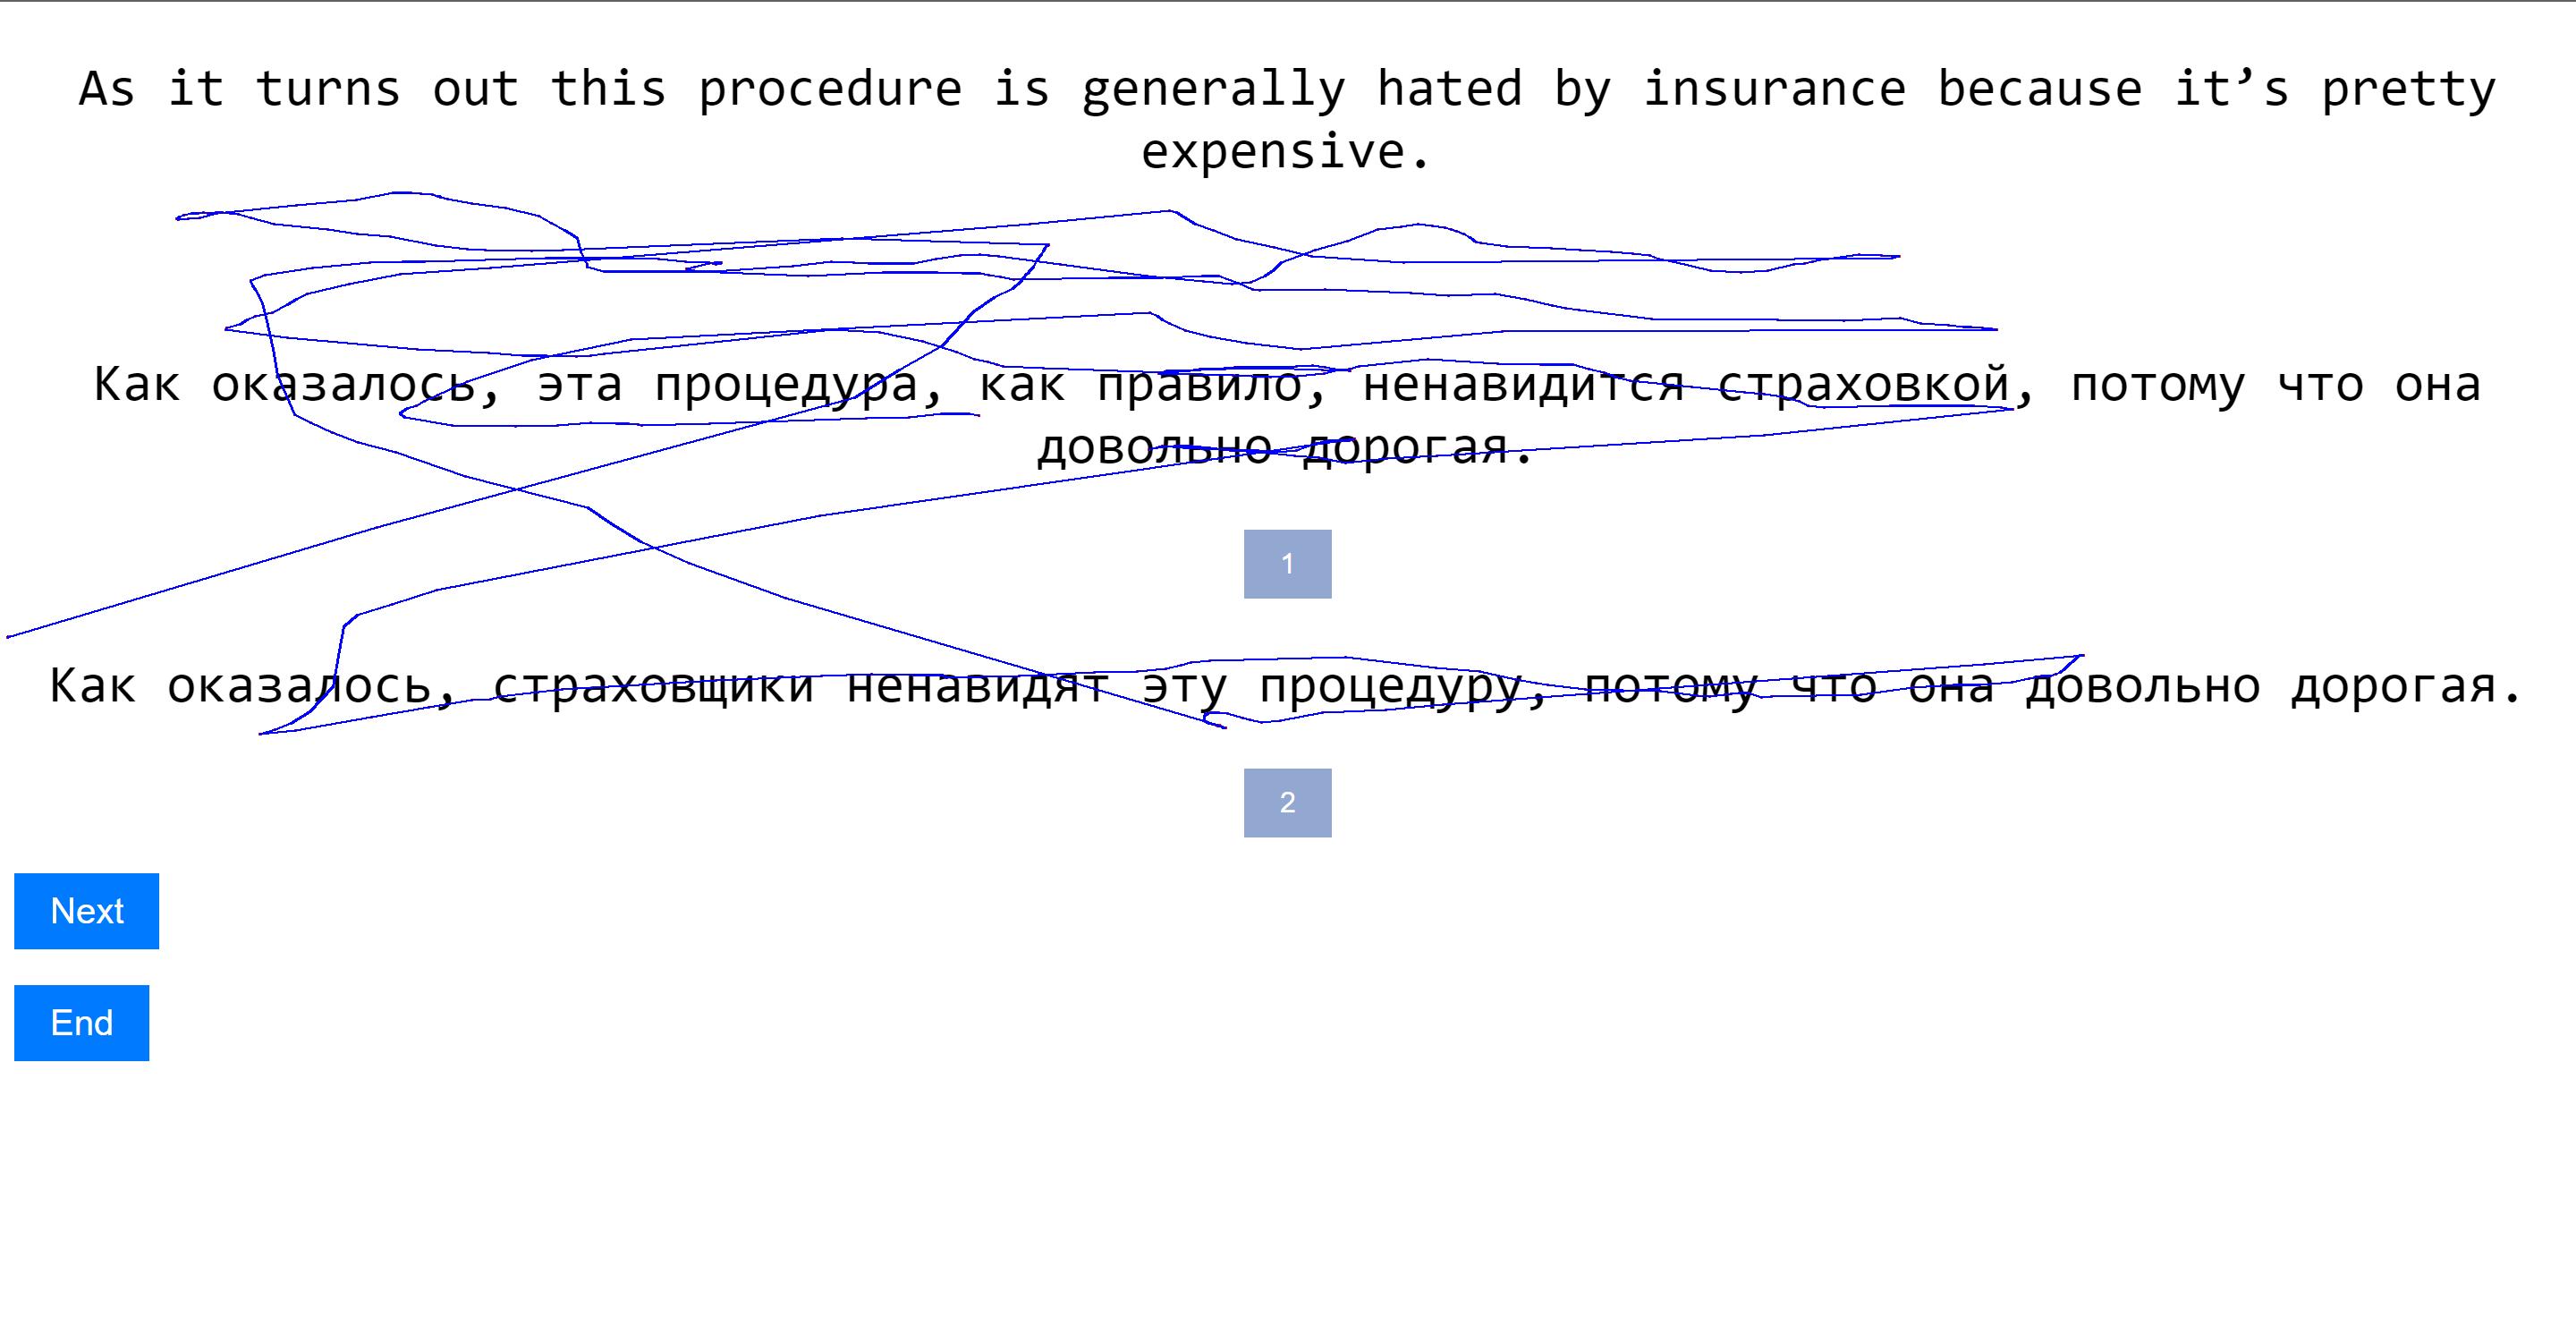 As it turns out this procedure is generally hated by insurance because it’s pretty
expensive.
Как оказалось, эта процедура, как правило, ненавидится страховкой, потому что она
довольно дорогая.
1
Как оказалось, страховщики ненавидят эту процедуру, потому что она довольно дорогая.
2
Next
End